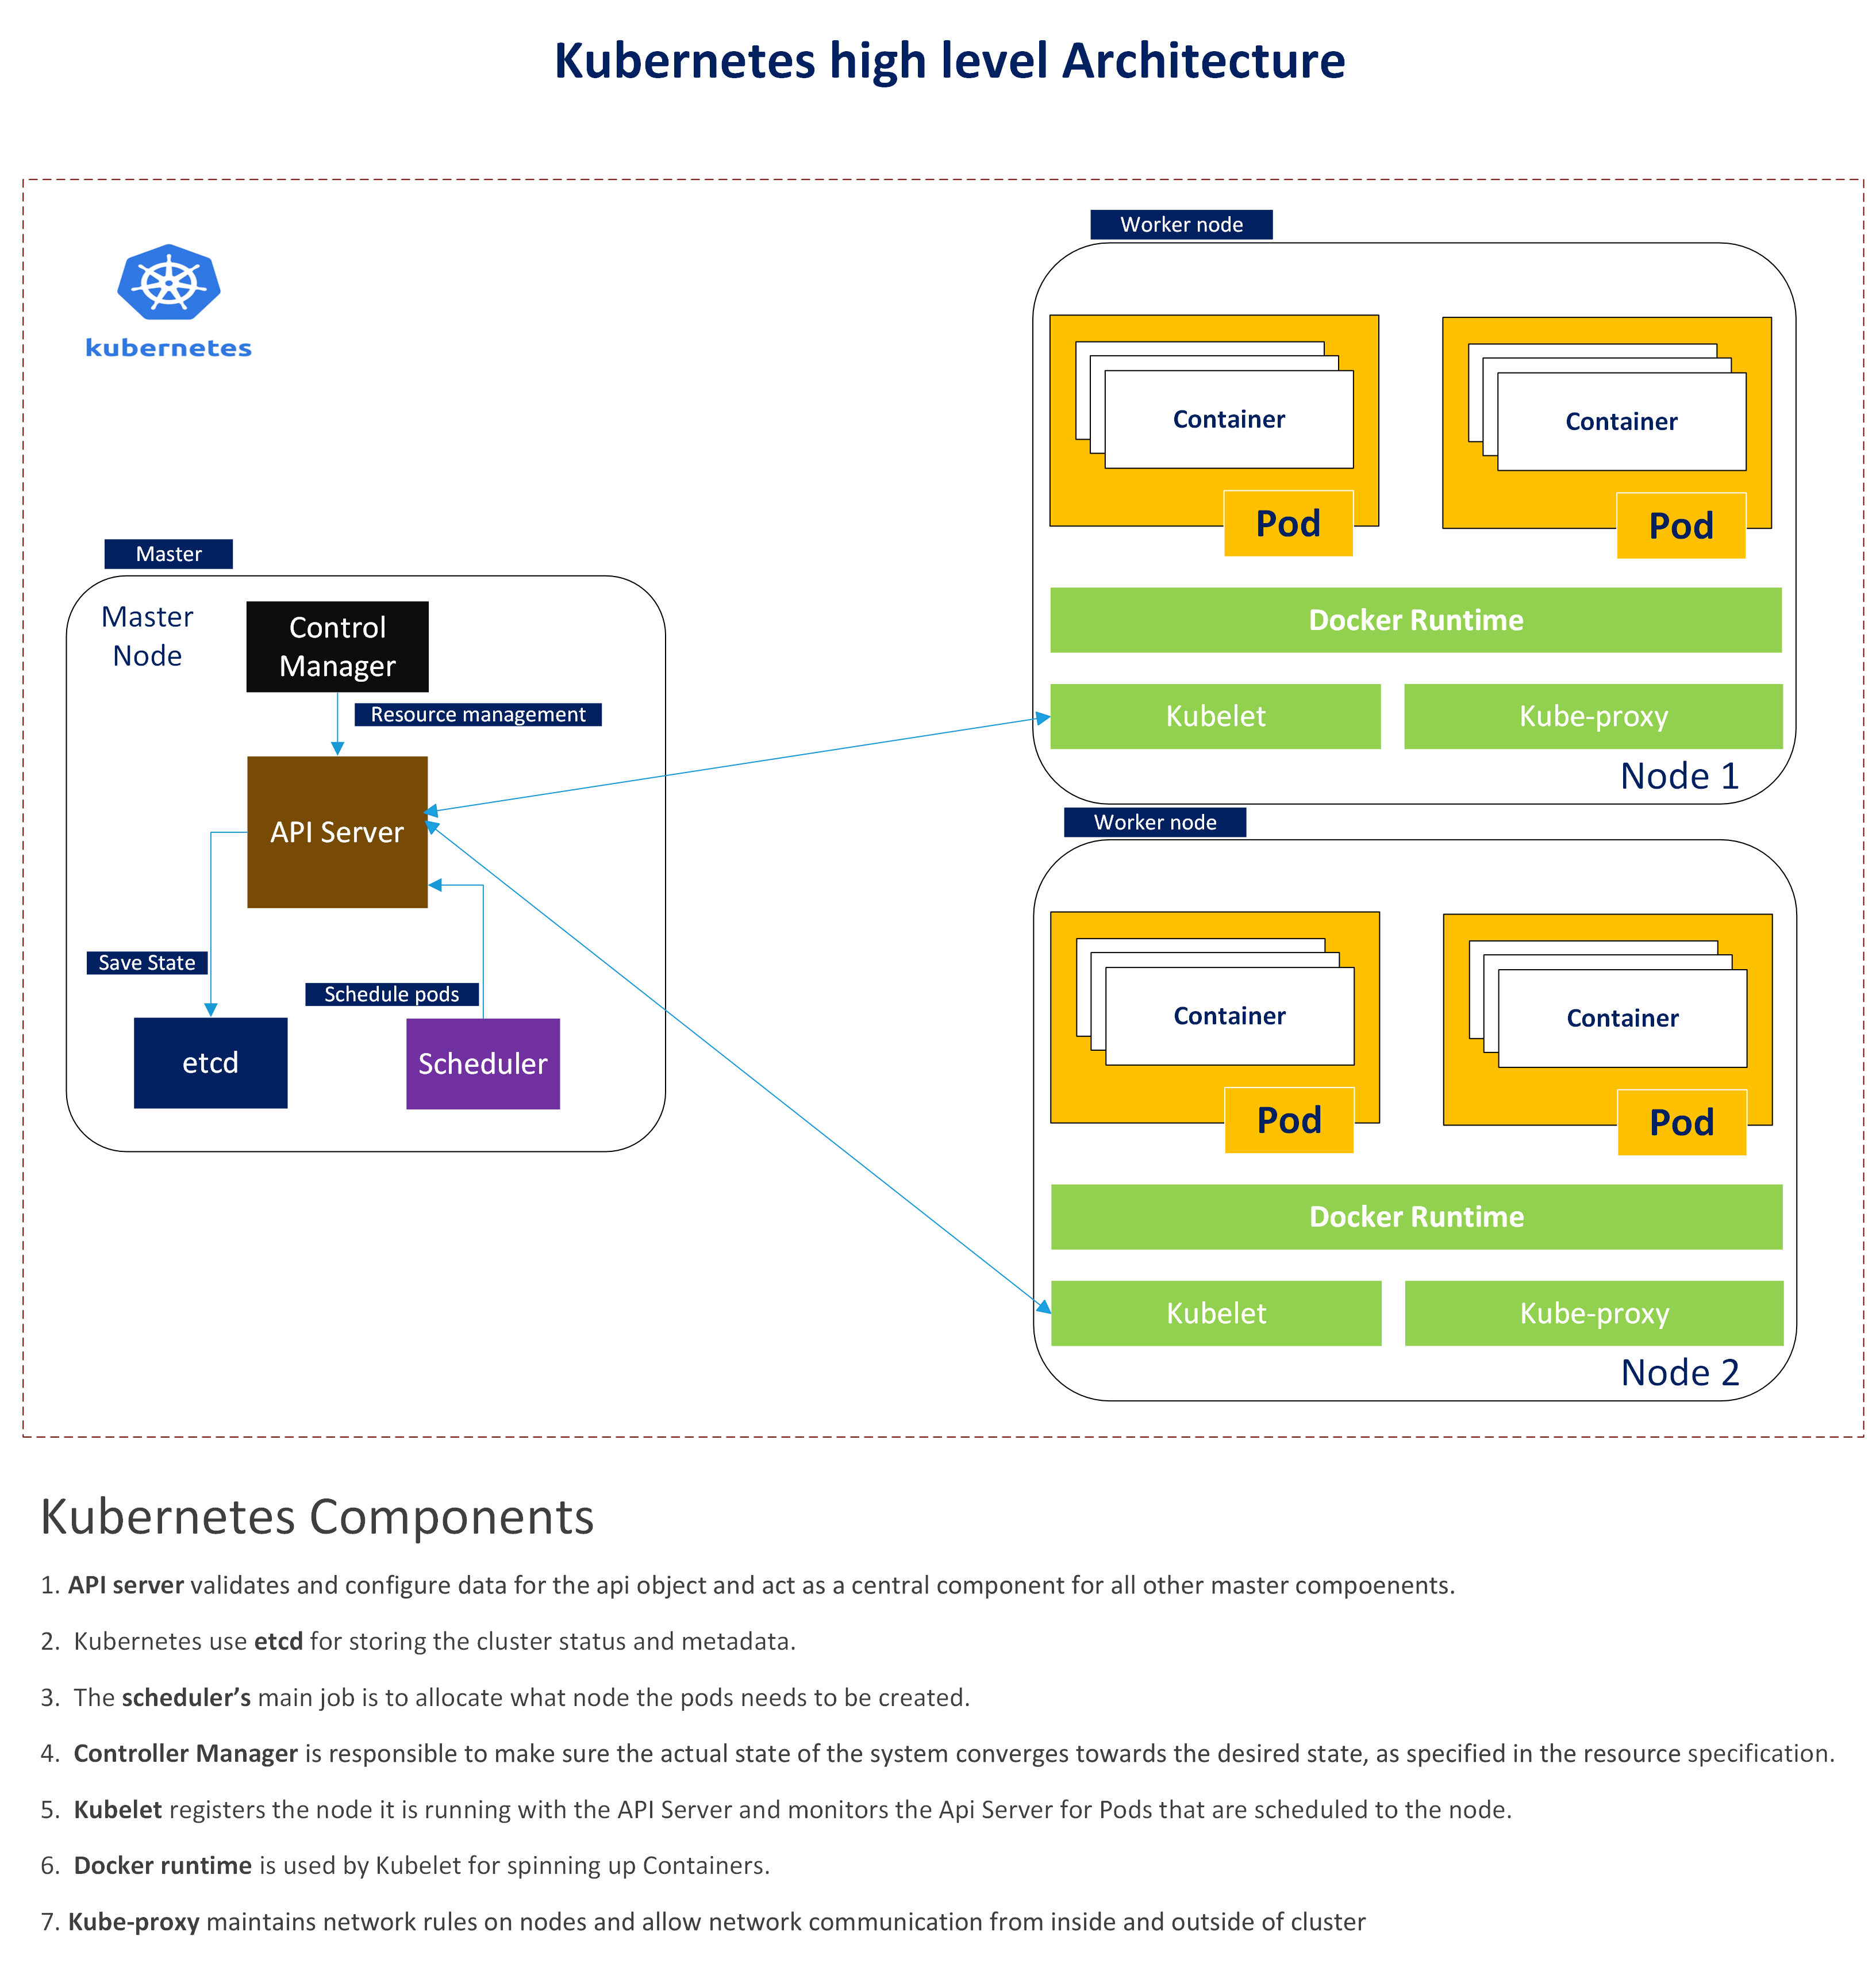 Kubernetes high level Architecture
kubernetes
Master
Master
Node
Control
Manager
Resource management
API Server
Save State
Schedule pods
etcd
Scheduler
Worker node
Container
Pod
Container
Pod
Docker Runtime
Kubelet
Kube-proxy
Node 1
Worker node
Container
Pod
Container
Pod
Docker Runtime
Kubelet
Kube-proxy
Node 2
Kubernetes Components
1. API server validates and configure data for the api object and act as a central component for all other master compoenents.
2. Kubernetes use etcd for storing the cluster status and metadata.
3. The scheduler’s main job is to allocate what node the pods needs to be created.
4. Controller Manager is responsible to make sure the actual state of the system converges towards the desired state, as specified in the resource specification.
5. Kubelet registers the node it is running with the API Server and monitors the Api Server for Pods that are scheduled to the node.
6. Docker runtime is used by Kubelet for spinning up Containers.
7. Kube-proxy maintains network rules on nodes and allow network communication from inside and outside of cluster